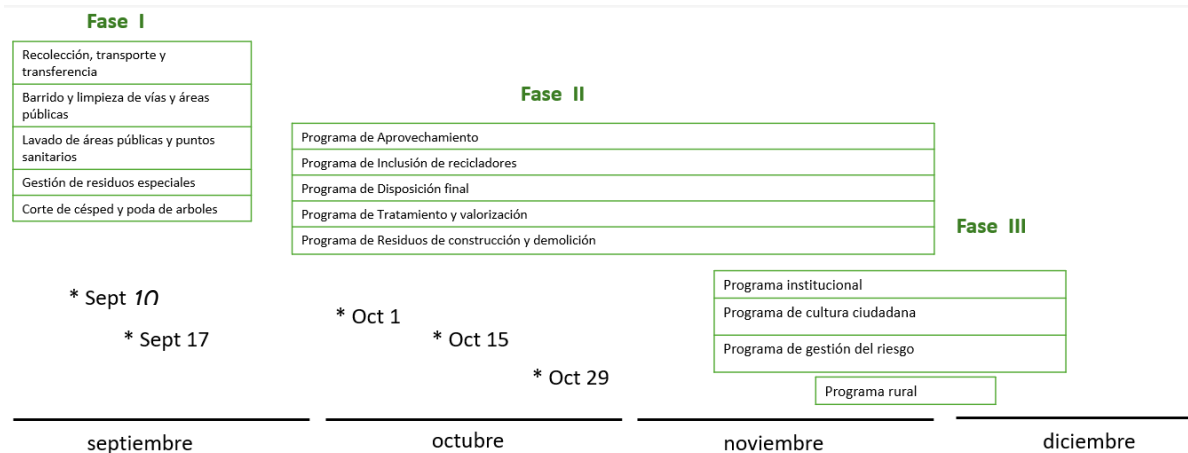 Fase I
Recolección, transporte y
transferencia
Barrido y limpieza de vías y áreas
públicas
Lavado de áreas públicas y puntos
sanitarios
Gestión de residuos especiales
Corte de césped y poda de arboles
Fase II
Programa de Aprovechamiento
Programa de Inclusión de recicladores
Programa de Disposición final
Programa de Tratamiento y valorización
Programa de Residuos de construcción y demolición
Fase III
Programa institucional
Programa de cultura ciudadana
Programa de gestión del riesgo
Programa rural
* Sept 10
* Sept 17
* Oct 1
* Oct 15
* Oct 29
septiembre
octubre
noviembre
diciembre